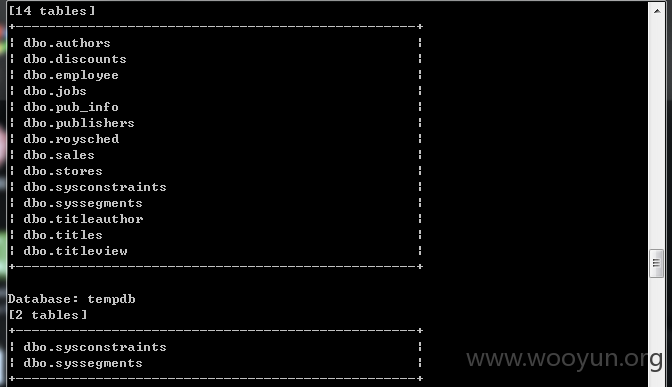 [14 tables]
+--------------------------------------------------+
¦ dbo.authors ¦
¦ dbo.discounts ¦
¦ dbo.employee ¦
¦ dbo.jobs ¦
¦ dbo.pub_info ¦
¦ dbo.publishers ¦
¦ dbo.roysched ¦
¦ dbo.sales ¦
¦ dbo.stores ¦
¦ dbo.sysconstraints ¦
¦ dbo.syssegments ¦
¦ dbo.titleauthor ¦
¦ dbo.titles ¦
¦ dbo.titleview ¦
+--------------------------------------------------+
Database: tempdb
[2 tables]
+--------------------------------------------------+
¦ dbo.sysconstraints ¦
¦ dbo.syssegments ¦
+--------------------------------------------------+
www.wooyun.org